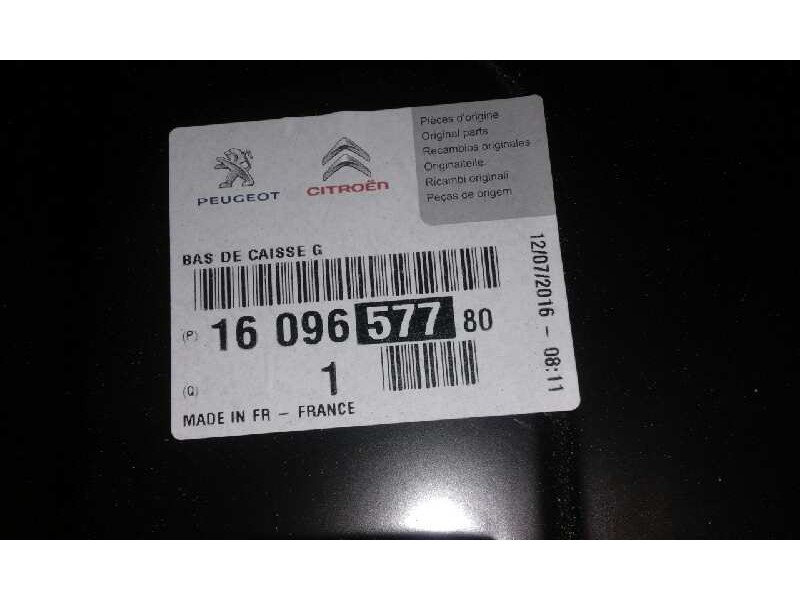 PEUGEOT
CITROËN
Pièces d'origine
Original parts
Recambios originales
Originalteile
Ricambi originali
Peças de origem
BAS DE CAISSE G
(P) 16 096 577 80
(Q) 1
MADE IN FR - FRANCE
12/07/2016 - 08:11